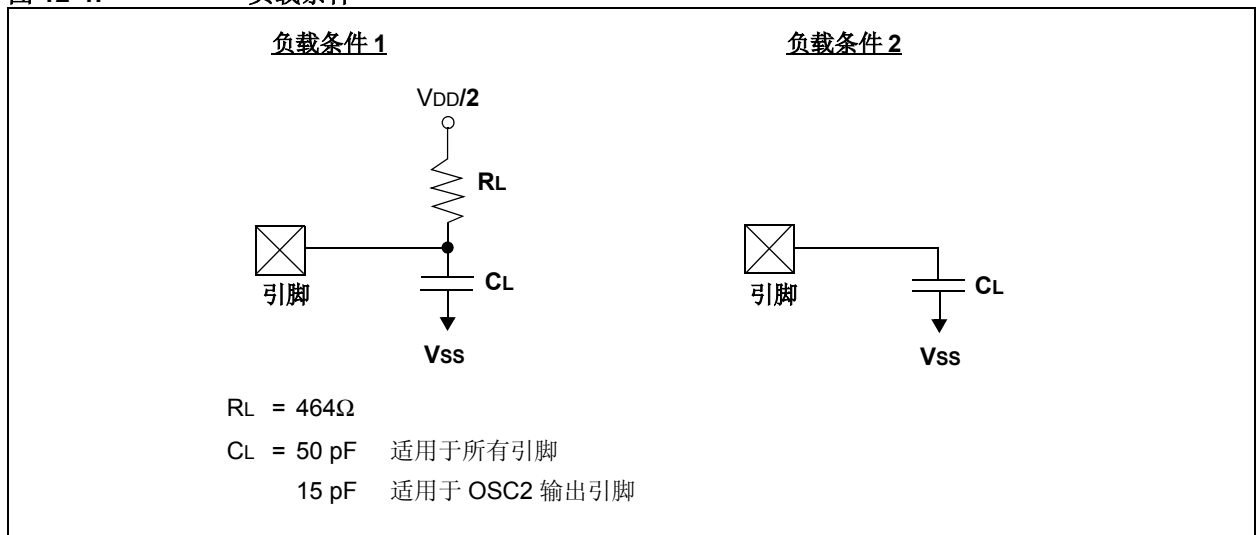 负载条件 1
负载条件 2
VDD/2
RL
引脚
CL
VSS
引脚
CL
VSS
RL = 464Ω
CL = 50 pF 适用于所有引脚
15 pF 适用于 OSC2 输出引脚